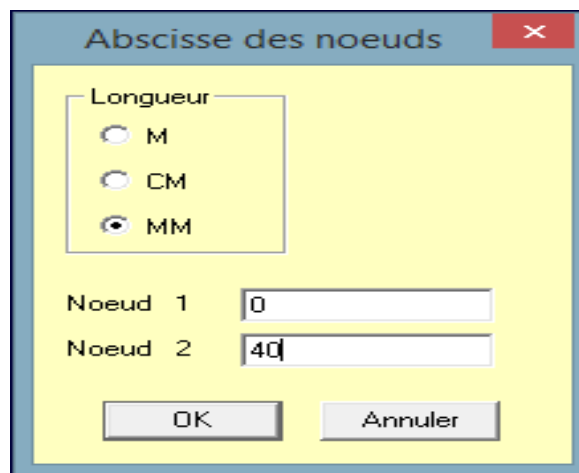 Abscisse des noeuds
Longueur
M
CM
MM
Noeud 1 0
Noeud 2 40
OK Annuler